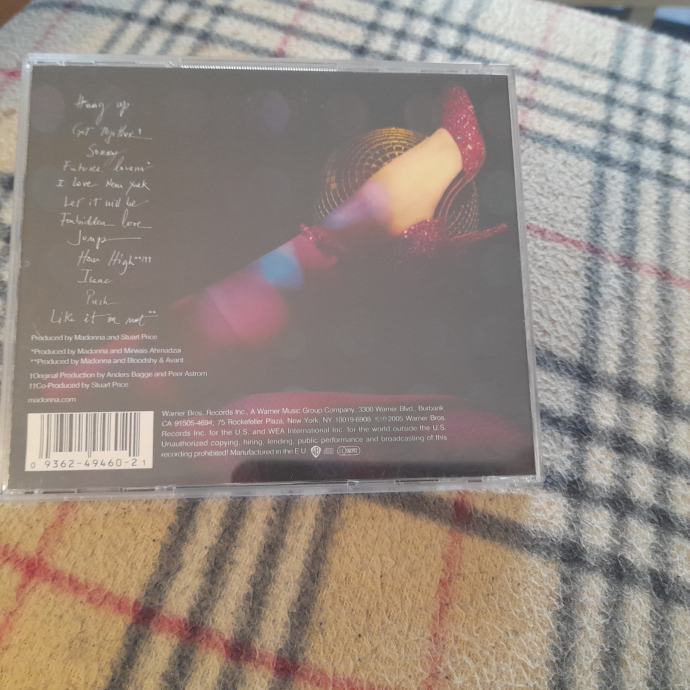 Hung up
Get Together†
Sorry
Future lovers*
I Love New York
Let it will be
Forbidden love
Jump
How High**/††
Isaac
Push
Like it or not**
Produced by Madonna and Stuart Price
*Produced by Madonna and Mirwais Ahmadzaï
**Produced by Madonna and Bloodshy & Avant
†Original Production by Anders Bagge and Peer Astrom
††Co-Produced by Stuart Price
madonna.com
Warner Bros. Records Inc., A Warner Music Group Company. 3300 Warner Blvd., Burbank
CA 91505-4694; 75 Rockefeller Plaza, New York, NY 10019-6908. ©℗2005 Warner Bros.
Records Inc. for the U.S. and WEA International Inc. for the world outside the U.S.
Unauthorized copying, hiring, lending, public performance and broadcasting of this
recording prohibited! Manufactured in the E.U.
0 9362-49460-2 1